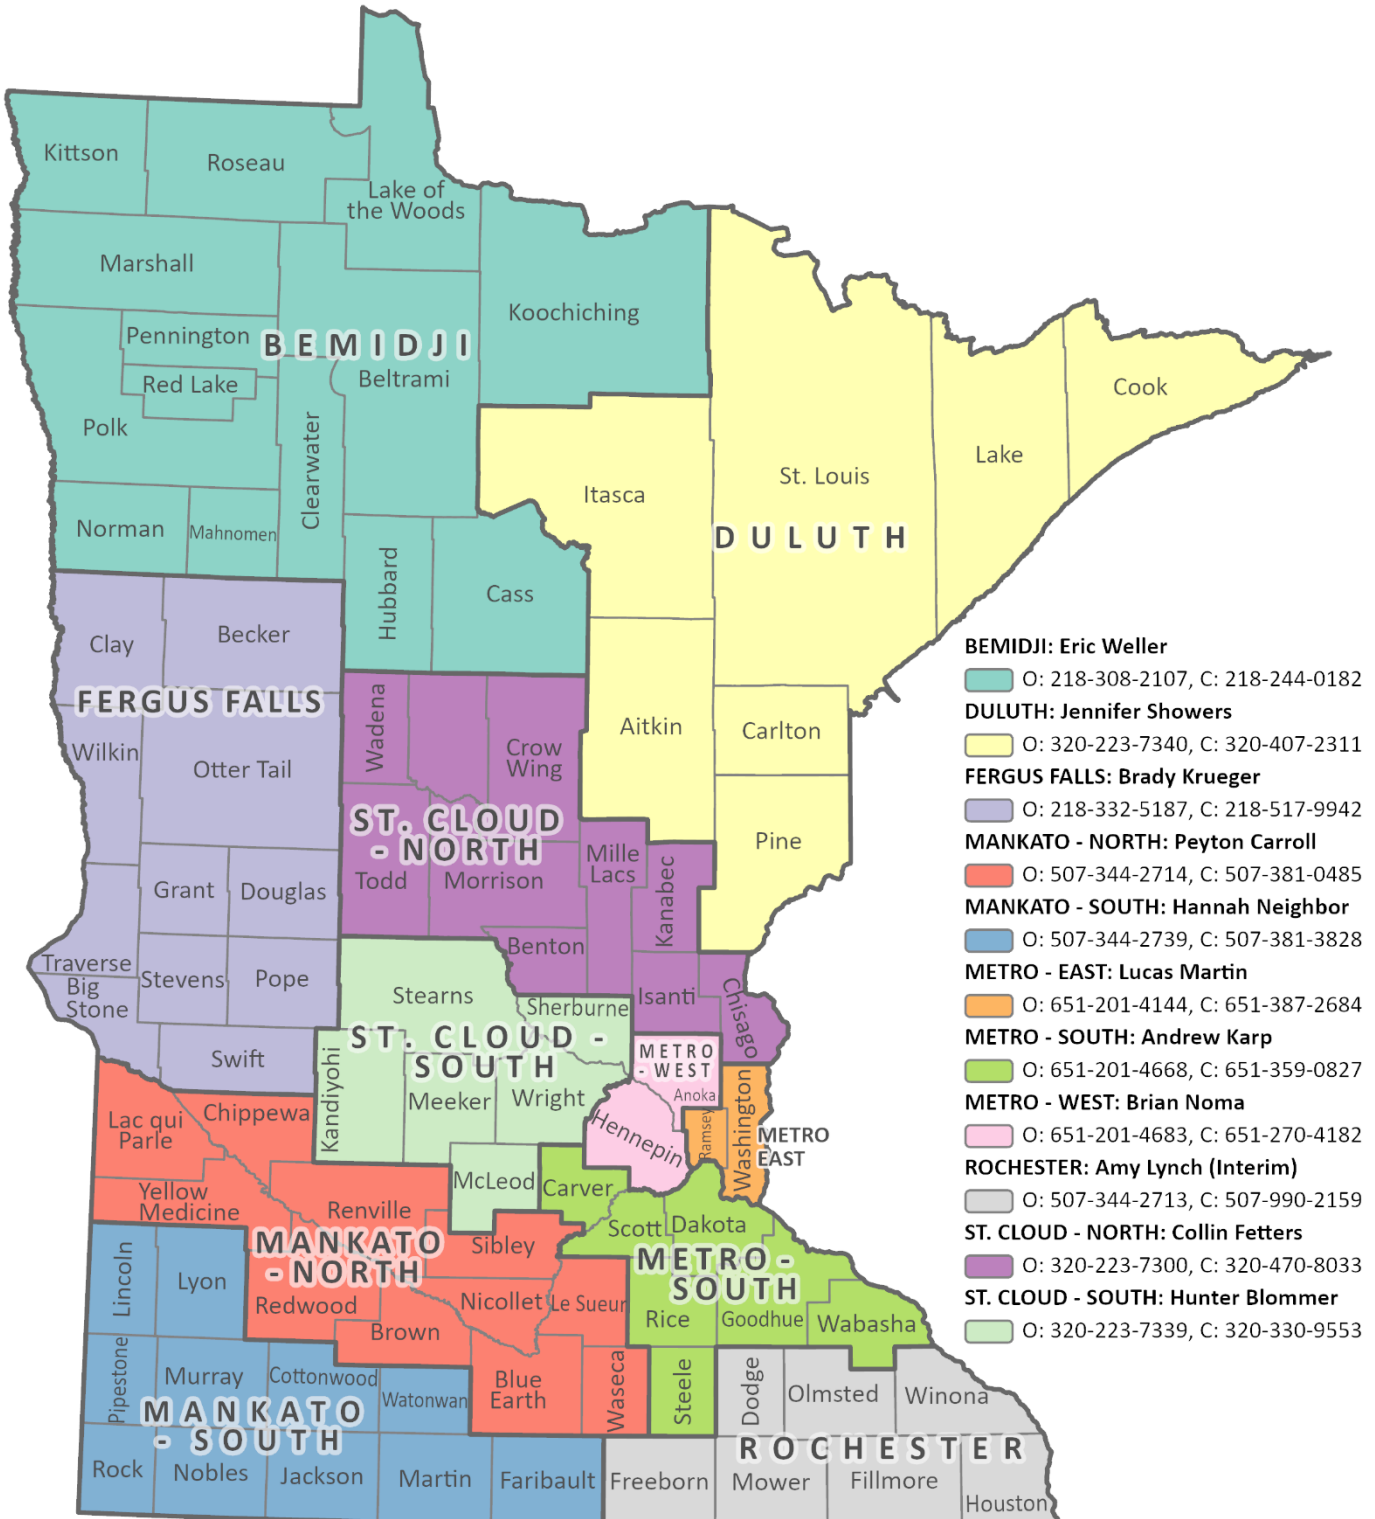 Kittson
Roseau
Lake of
the Woods
Marshall
Koochiching
Pennington
BEMIDJI
Red Lake
Beltrami
Polk
Clearwater
Norman
Mahnomen
Hubbard
Cass
Itasca
St. Louis
Lake
Cook
DULUTH
Aitkin
Carlton
Pine
Clay
Becker
FERGUS FALLS
Wilkin
Otter Tail
Grant
Douglas
Traverse
Big
Stone
Stevens
Pope
Swift
Wadena
Crow
Wing
ST. CLOUD
- NORTH
Todd
Morrison
Mille
Lacs
Kanabec
Benton
Isanti
Chisago
Stearns
Sherburne
ST. CLOUD -
SOUTH
Kandiyohi
Meeker
Wright
McLeod
METRO
- WEST
Anoka
Hennepin
Ramsey
Washington
METRO
EAST
Carver
Scott
Dakota
METRO -
SOUTH
Rice
Goodhue
Wabasha
Steele
Lac qui
Parle
Chippewa
Yellow
Medicine
Renville
MANKATO
- NORTH
Sibley
Redwood
Nicollet
Le Sueur
Brown
Blue
Earth
Waseca
Lincoln
Lyon
Pipestone
Murray
Cottonwood
Watonwan
MANKATO
- SOUTH
Rock
Nobles
Jackson
Martin
Faribault
Dodge
Olmsted
Winona
ROCHESTER
Freeborn
Mower
Fillmore
Houston
BEMIDJI: Eric Weller
O: 218-308-2107, C: 218-244-0182
DULUTH: Jennifer Showers
O: 320-223-7340, C: 320-407-2311
FERGUS FALLS: Brady Krueger
O: 218-332-5187, C: 218-517-9942
MANKATO - NORTH: Peyton Carroll
O: 507-344-2714, C: 507-381-0485
MANKATO - SOUTH: Hannah Neighbor
O: 507-344-2739, C: 507-381-3828
METRO - EAST: Lucas Martin
O: 651-201-4144, C: 651-387-2684
METRO - SOUTH: Andrew Karp
O: 651-201-4668, C: 651-359-0827
METRO - WEST: Brian Noma
O: 651-201-4683, C: 651-270-4182
ROCHESTER: Amy Lynch (Interim)
O: 507-344-2713, C: 507-990-2159
ST. CLOUD - NORTH: Collin Fetters
O: 320-223-7300, C: 320-470-8033
ST. CLOUD - SOUTH: Hunter Blommer
O: 320-223-7339, C: 320-330-9553